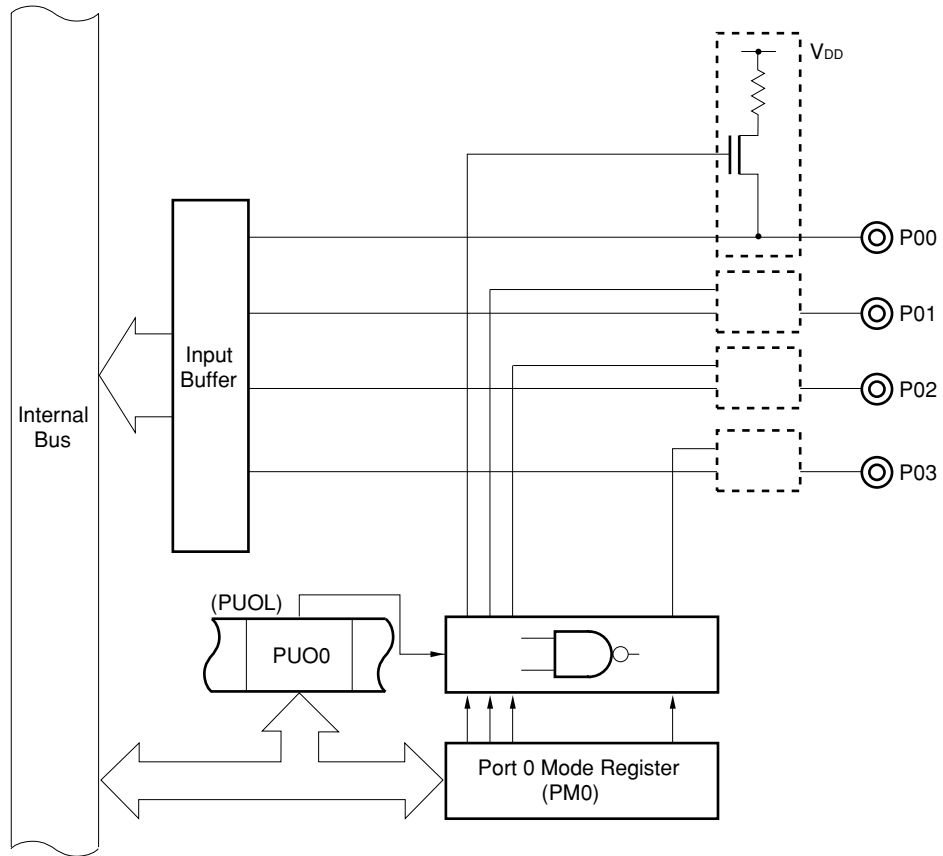 VDD
P00
P01
Input
Buffer
P02
Internal
Bus
P03
(PUOL)
PUO0
Port 0 Mode Register
(PM0)